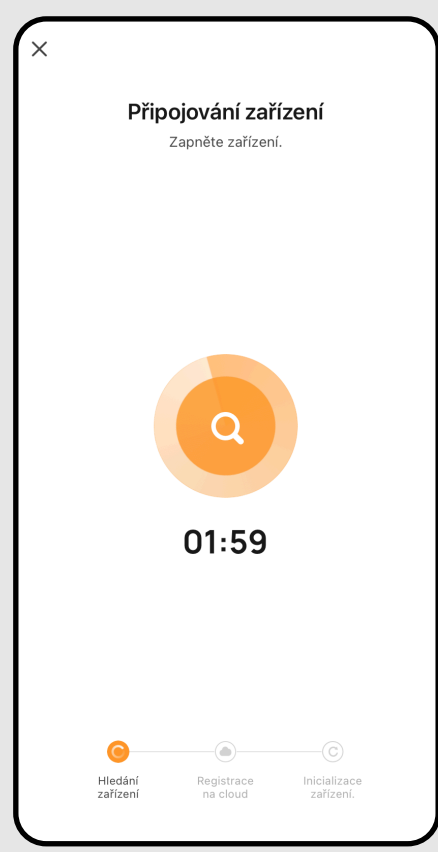 Připojování zařízení
Zapněte zařízení.
01:59
Hledání
zařízení
Registrace
na cloud
Inicializace
zařízení.